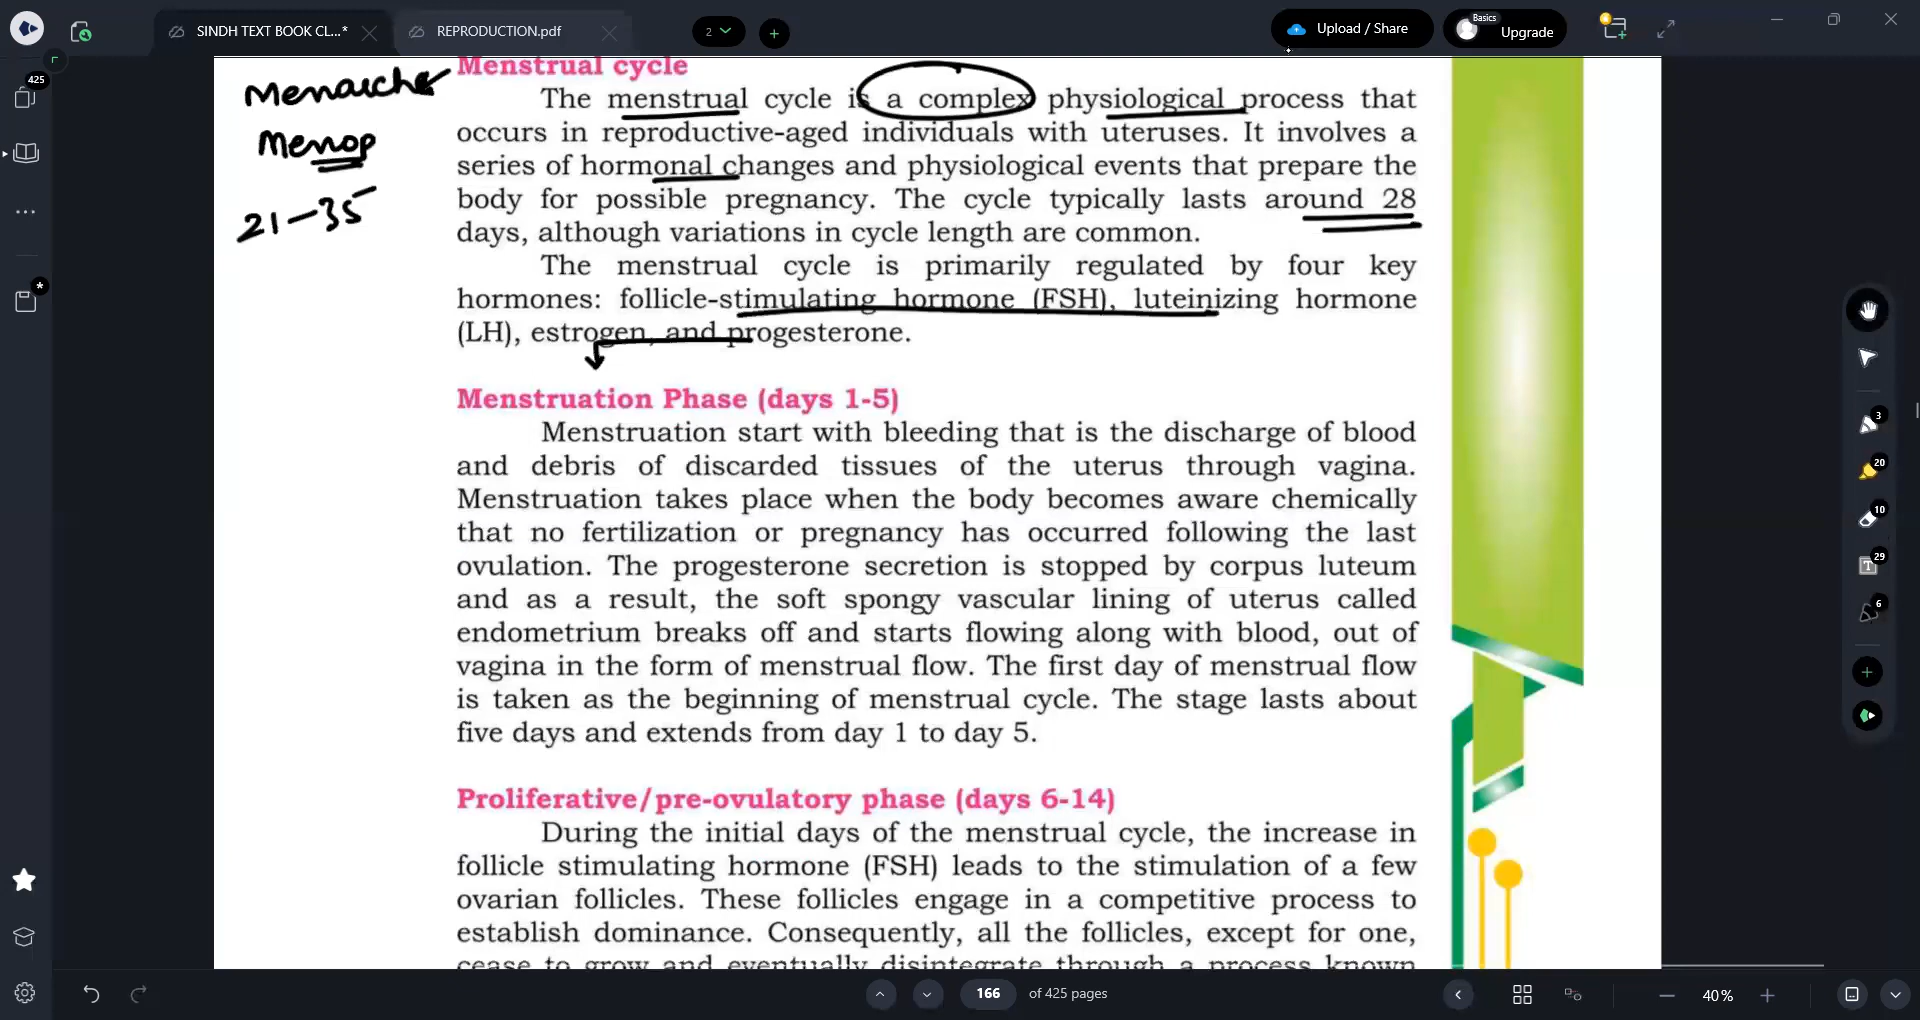 SINDH TEXT BOOK CL...*
REPRODUCTION.pdf
2
Upload / Share
Basics
Upgrade
4
425
Menarche
Menop
21-35
Menstrual cycle
The menstrual cycle is a complex physiological process that
occurs in reproductive-aged individuals with uteruses. It involves a
series of hormonal changes and physiological events that prepare the
body for possible pregnancy. The cycle typically lasts around 28
days, although variations in cycle length are common.
The menstrual cycle is primarily regulated by four key
hormones: follicle-stimulating hormone (FSH), luteinizing hormone
(LH), estrogen, and progesterone.
Menstruation Phase (days 1-5)
Menstruation start with bleeding that is the discharge of blood
and debris of discarded tissues of the uterus through vagina.
Menstruation takes place when the body becomes aware chemically
that no fertilization or pregnancy has occurred following the last
ovulation. The progesterone secretion is stopped by corpus luteum
and as a result, the soft spongy vascular lining of uterus called
endometrium breaks off and starts flowing along with blood, out of
vagina in the form of menstrual flow. The first day of menstrual flow
is taken as the beginning of menstrual cycle. The stage lasts about
five days and extends from day 1 to day 5.
Proliferative/pre-ovulatory phase (days 6-14)
During the initial days of the menstrual cycle, the increase in
follicle stimulating hormone (FSH) leads to the stimulation of a few
ovarian follicles. These follicles engage in a competitive process to
establish dominance. Consequently, all the follicles, except for one,
cease to grow and eventually disintegrate through a process known
3
20
10
29
T
6
166
of 425 pages
40%